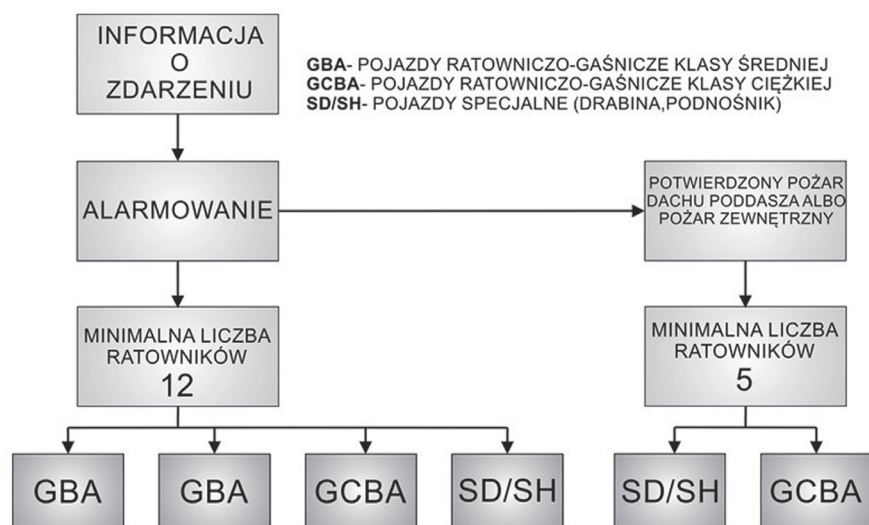 INFORMACJA
O
ZDARZENIU
GBA- POJAZDY RATOWNICZO-GAŚNICZE KLASY ŚREDNIEJ
GCBA- POJAZDY RATOWNICZO-GAŚNICZE KLASY CIĘŻKIEJ
SD/SH- POJAZDY SPECJALNE (DRABINA,PODNOŚNIK)
ALARMOWANIE
POTWIERDZONY POŻAR
DACHU PODDASZA ALBO
POŻAR ZEWNĘTRZNY
MINIMALNA LICZBA
RATOWNIKÓW
12
MINIMALNA LICZBA
RATOWNIKÓW
5
GBA
GBA
GCBA
SD/SH
SD/SH
GCBA